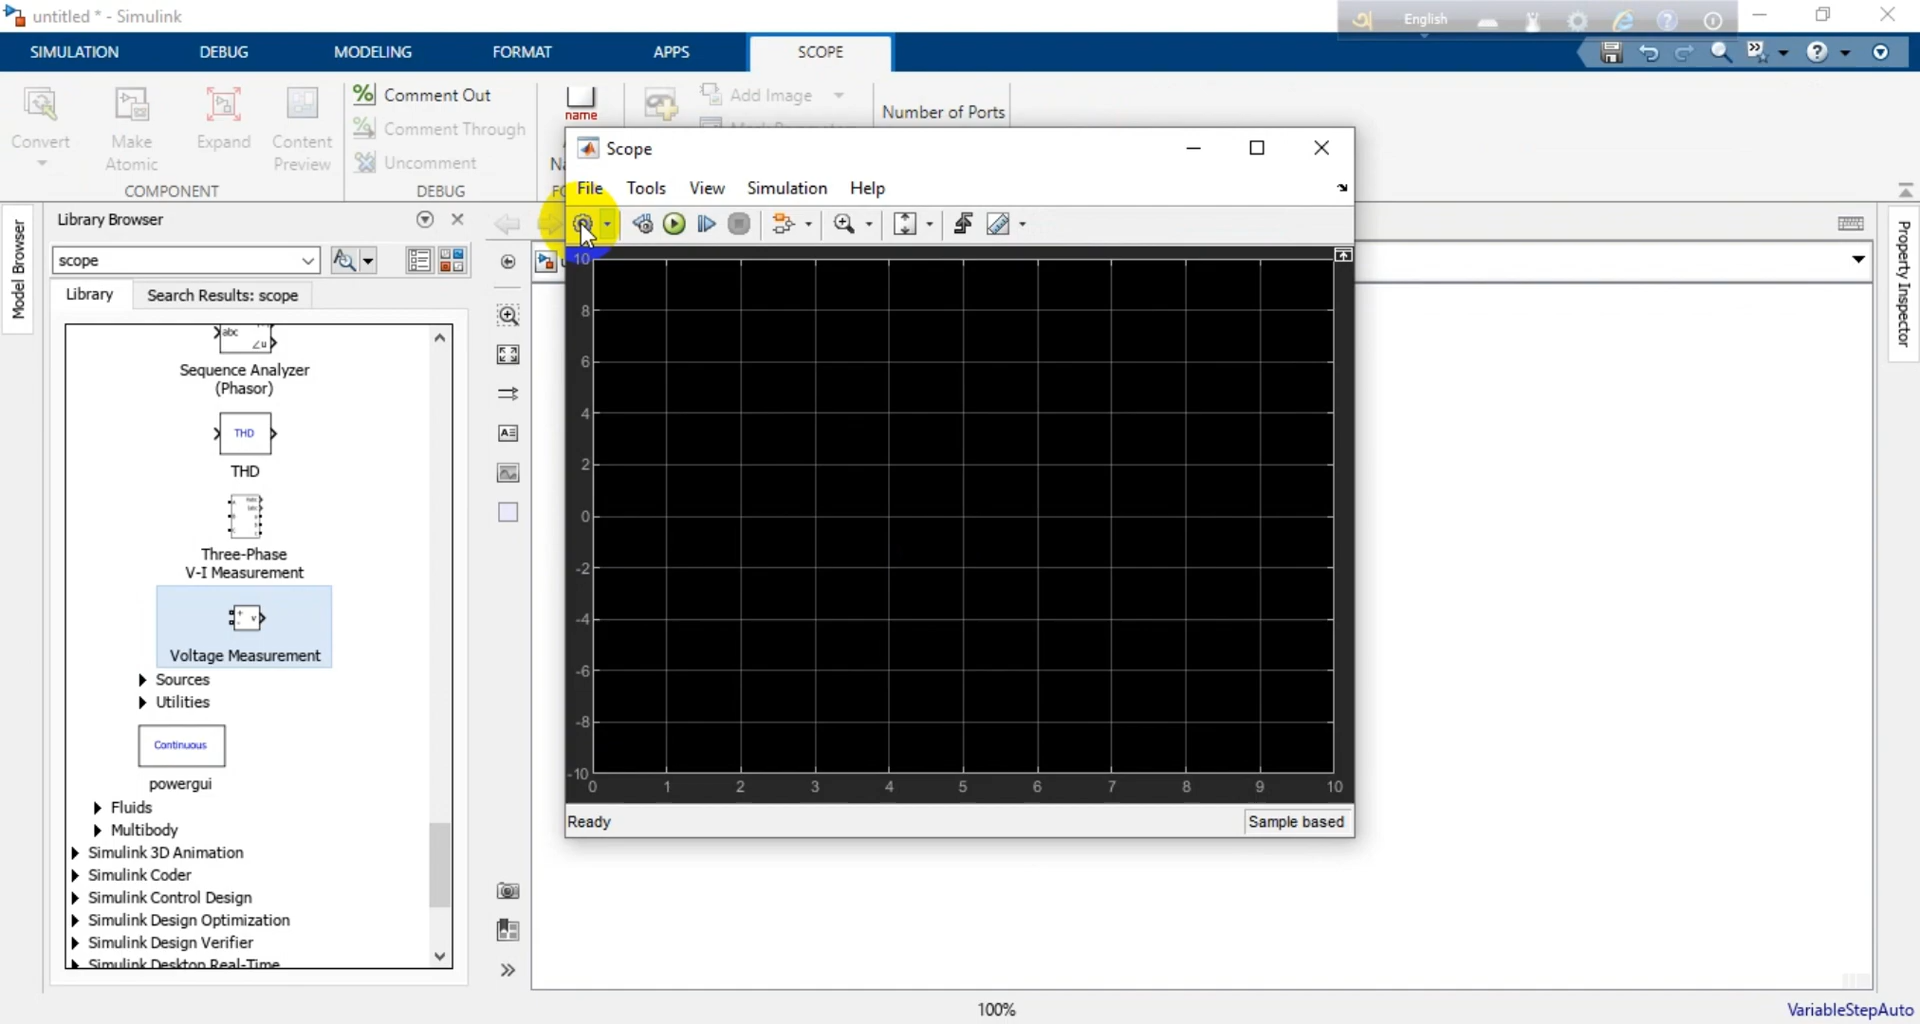 untitled * - Simulink
English
SIMULATION
DEBUG
MODELING
FORMAT
APPS
SCOPE
Convert
Make
Atomic
Expand
Content
Preview
COMPONENT
Comment Out
Comment Through
Uncomment
DEBUG
name
Add Image
Number of Ports
Scope
File
Tools
View
Simulation
Help
Model Browser
Library Browser
scope
Library
Search Results: scope
abc
∠u
Sequence Analyzer
(Phasor)
THD
THD
Three-Phase
V-I Measurement
+
-
v
Voltage Measurement
Sources
Utilities
Continuous
powergui
Fluids
Multibody
Simulink 3D Animation
Simulink Coder
Simulink Control Design
Simulink Design Optimization
Simulink Design Verifier
Simulink Desktop Real-Time
10
8
6
4
2
0
-2
-4
-6
-8
-10
0 1 2 3 4 5 6 7 8 9 10
Ready
Sample based
Property Inspector
100%
VariableStepAuto